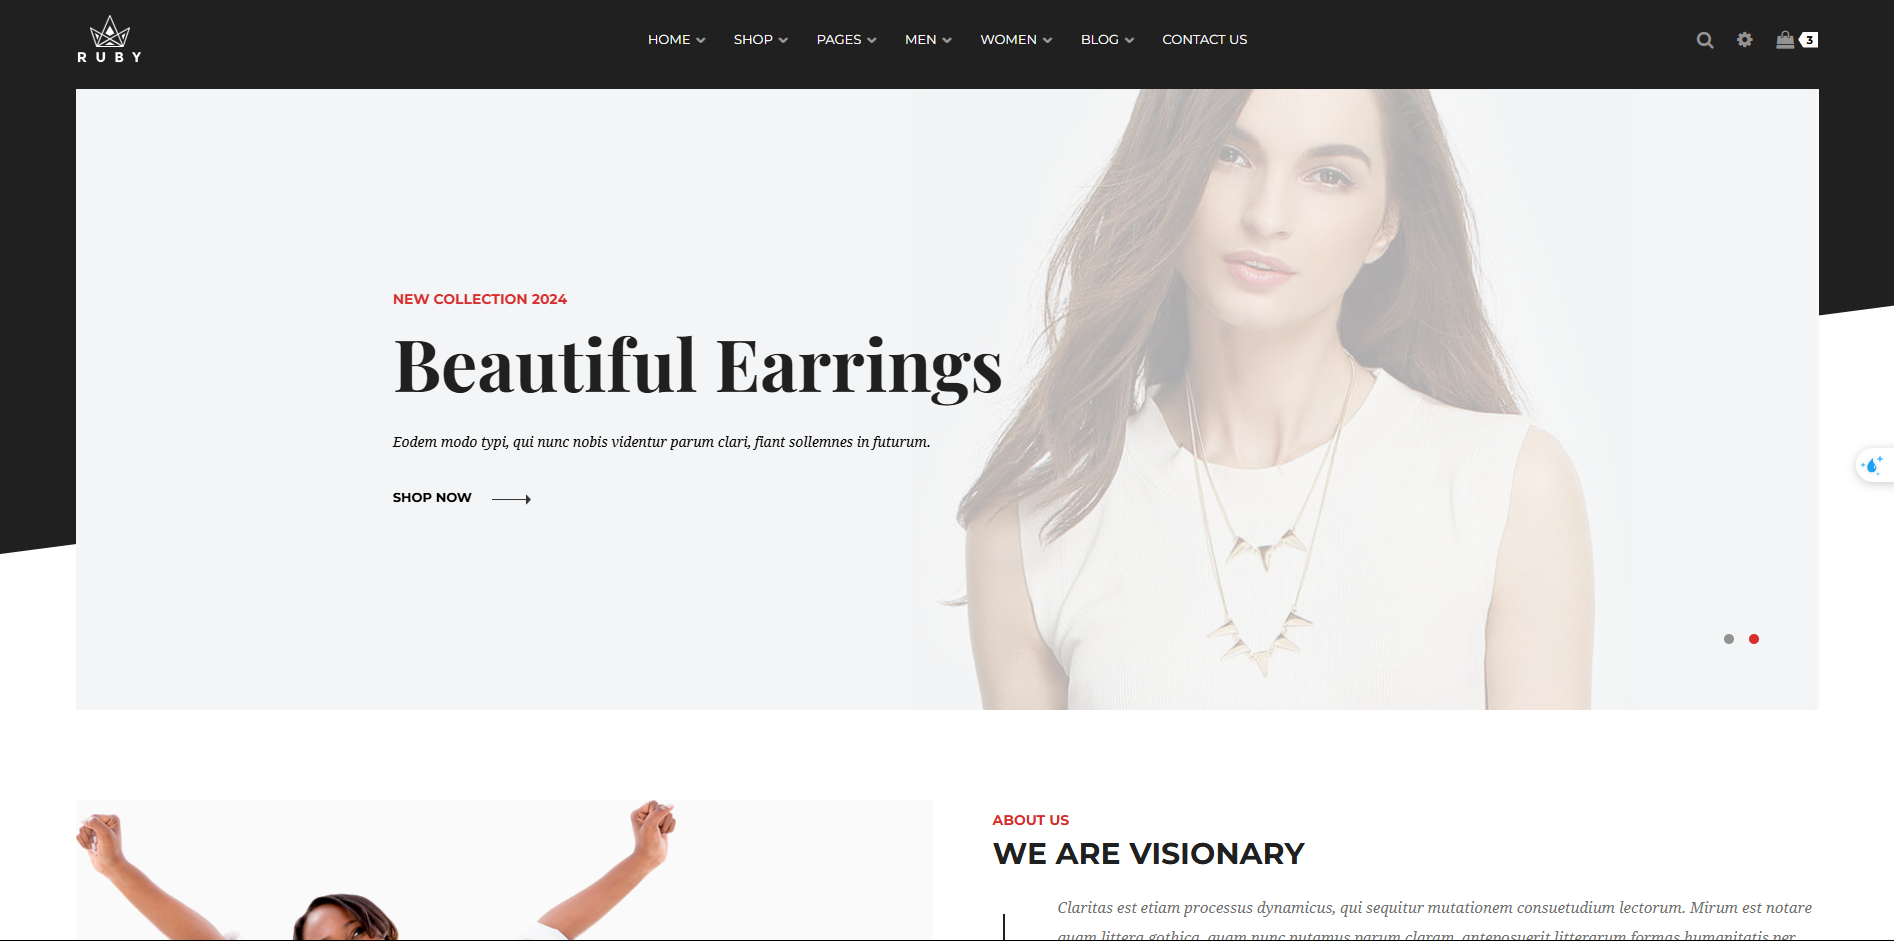 RUBY
HOME SHOP PAGES MEN WOMEN BLOG CONTACT US
3
NEW COLLECTION 2024
Beautiful Earrings
Eodem modo typi, qui nunc nobis videntur parum clari, fiant sollemnes in futurum.
SHOP NOW
ABOUT US
WE ARE VISIONARY
Claritas est etiam processus dynamicus, qui sequitur mutationem consuetudium lectorum. Mirum est notare
quam littera gothica, quam nunc putamus parum claram, anteposuerit litterarum formas humanitatis per